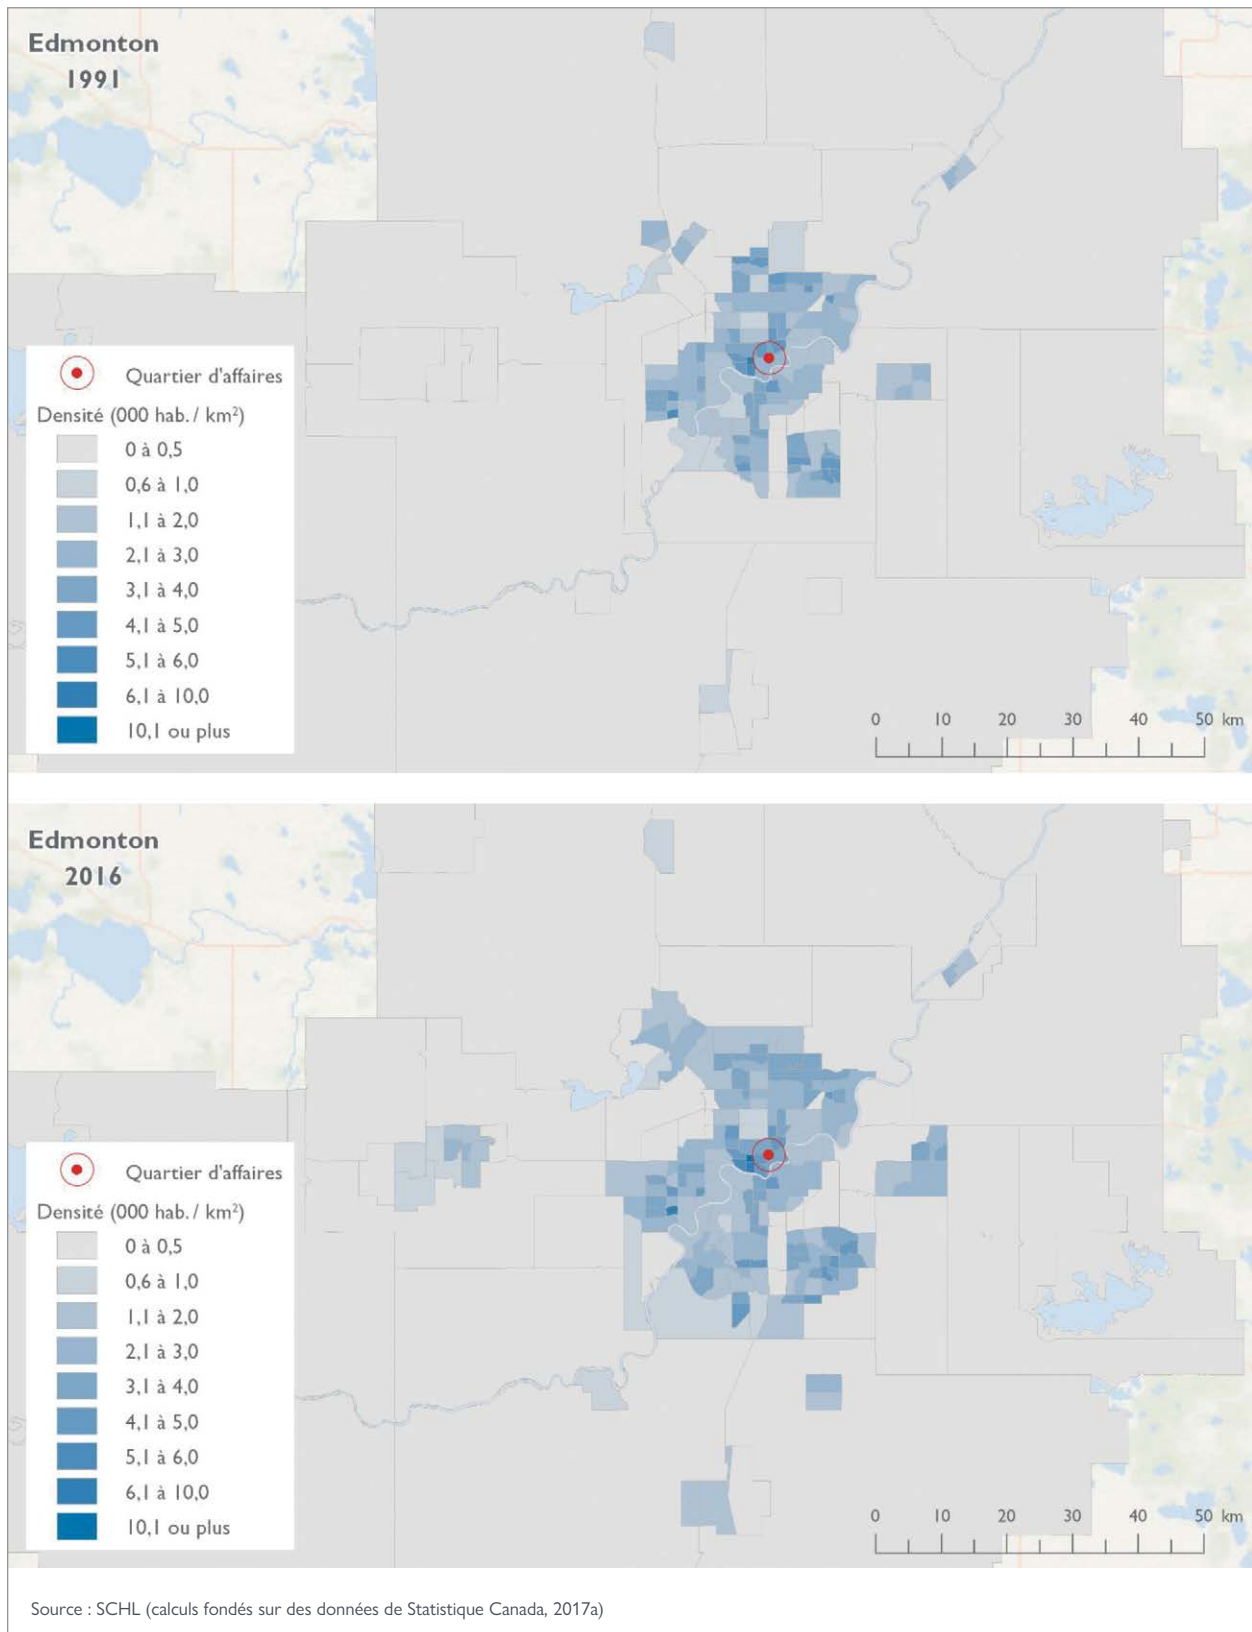 Edmonton
1991
Quartier d'affaires
Densité (000 hab. / km²)
0 à 0,5
0,6 à 1,0
1,1 à 2,0
2,1 à 3,0
3,1 à 4,0
4,1 à 5,0
5,1 à 6,0
6,1 à 10,0
10,1 ou plus
0 10 20 30 40 50 km
Edmonton
2016
Quartier d'affaires
Densité (000 hab. / km²)
0 à 0,5
0,6 à 1,0
1,1 à 2,0
2,1 à 3,0
3,1 à 4,0
4,1 à 5,0
5,1 à 6,0
6,1 à 10,0
10,1 ou plus
0 10 20 30 40 50 km
Source : SCHL (calculs fondés sur des données de Statistique Canada, 2017a)